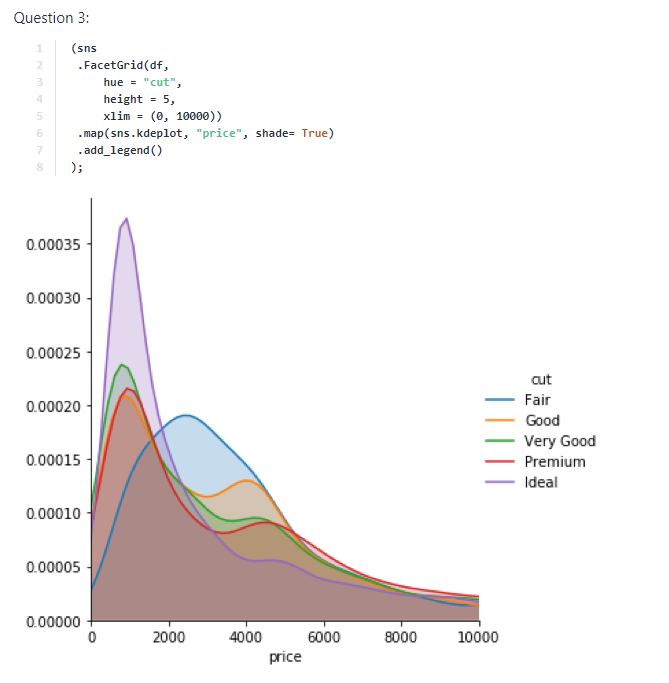 Question 3:
1 (sns
2 .FacetGrid(df,
3 hue = "cut",
4 height = 5,
5 xlim = (0, 10000))
6 .map(sns.kdeplot, "price", shade= True)
7 .add_legend()
8 );
0.00035
0.00030
0.00025
0.00020
0.00015
0.00010
0.00005
0.00000
0 2000 4000 6000 8000 10000
price
cut
Fair
Good
Very Good
Premium
Ideal